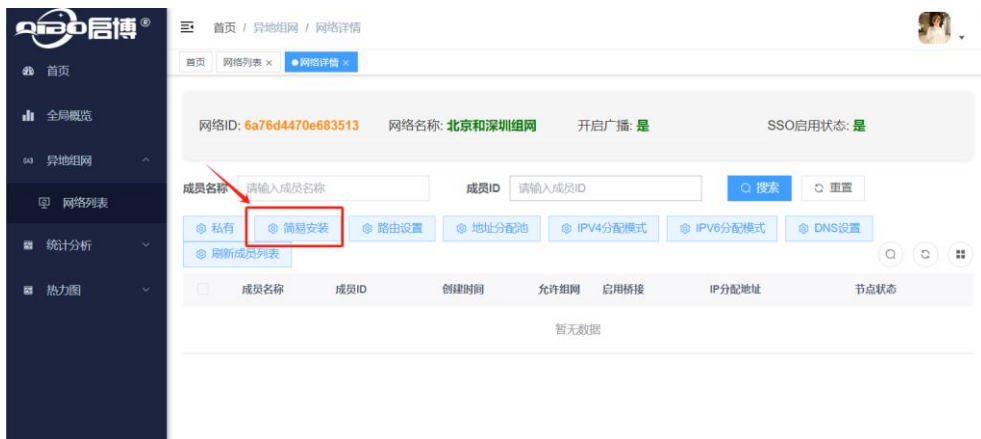 QiBO启博®
首页 / 异地组网 / 网络详情
首页 网络列表 × 网络详情 ×
首页
全局概览
异地组网
网络列表
统计分析
热力图
网络ID: 6a76d4470e683513 网络名称: 北京和深圳组网 开启广播: 是 SSO启用状态: 是
成员名称 请输入成员名称 成员ID 请输入成员ID 搜索 重置
私有 简易安装 路由设置 地址分配池 IPV4分配模式 IPV6分配模式 DNS设置
刷新成员列表
成员名称 成员ID 创建时间 允许组网 启用桥接 IP分配地址 节点状态
暂无数据